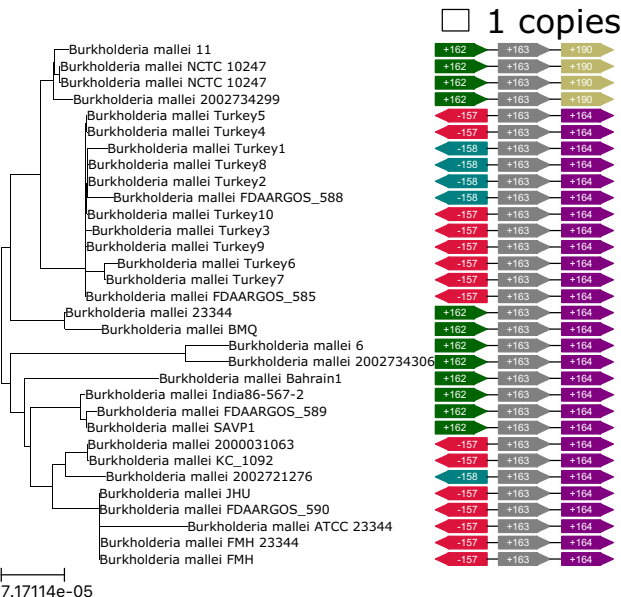 1 copies
Burkholderia mallei 11 +162 +163 +190
Burkholderia mallei NCTC 10247 +162 +163 +190
Burkholderia mallei NCTC 10247 +162 +163 +190
Burkholderia mallei 2002734299 +162 +163 +190
Burkholderia mallei Turkey5 -157 +163 +164
Burkholderia mallei Turkey4 -157 +163 +164
Burkholderia mallei Turkey1 -158 +163 +164
Burkholderia mallei Turkey8 -158 +163 +164
Burkholderia mallei Turkey2 -158 +163 +164
Burkholderia mallei FDAARGOS_588 -158 +163 +164
Burkholderia mallei Turkey10 -157 +163 +164
Burkholderia mallei Turkey3 -157 +163 +164
Burkholderia mallei Turkey9 -157 +163 +164
Burkholderia mallei Turkey6 -157 +163 +164
Burkholderia mallei Turkey7 -157 +163 +164
Burkholderia mallei FDAARGOS_585 -157 +163 +164
Burkholderia mallei 23344 +162 +163 +164
Burkholderia mallei BMQ +162 +163 +164
Burkholderia mallei 6 +162 +163 +164
Burkholderia mallei 2002734306 +162 +163 +164
Burkholderia mallei Bahrain1 +162 +163 +164
Burkholderia mallei India86-567-2 +162 +163 +164
Burkholderia mallei FDAARGOS_589 +162 +163 +164
Burkholderia mallei SAVP1 +162 +163 +164
Burkholderia mallei 2000031063 -157 +163 +164
Burkholderia mallei KC_1092 -157 +163 +164
Burkholderia mallei 2002721276 -158 +163 +164
Burkholderia mallei JHU -157 +163 +164
Burkholderia mallei FDAARGOS_590 -157 +163 +164
Burkholderia mallei ATCC 23344 -157 +163 +164
Burkholderia mallei FMH 23344 -157 +163 +164
Burkholderia mallei FMH -157 +163 +164
7.17114e-05